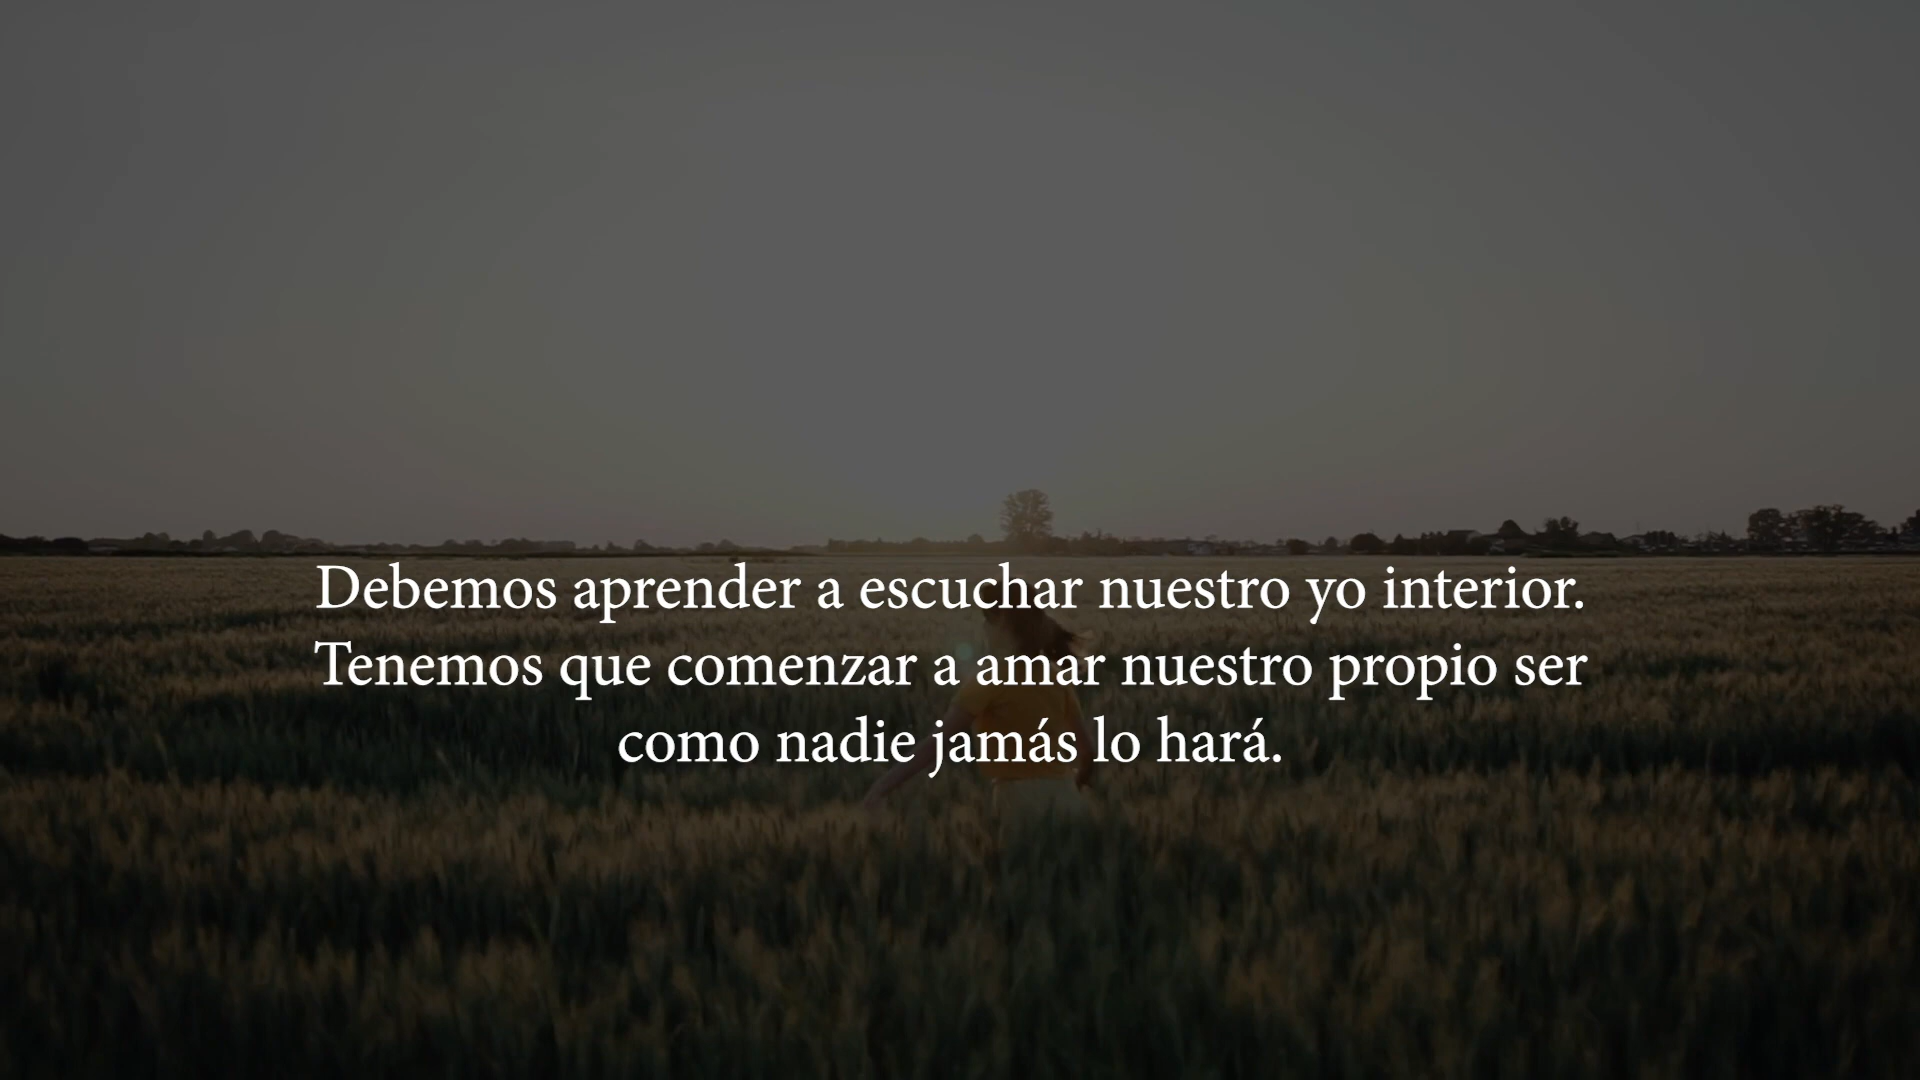 Debemos aprender a escuchar nuestro yo interior.
Tenemos que comenzar a amar nuestro propio ser
como nadie jamás lo hará.